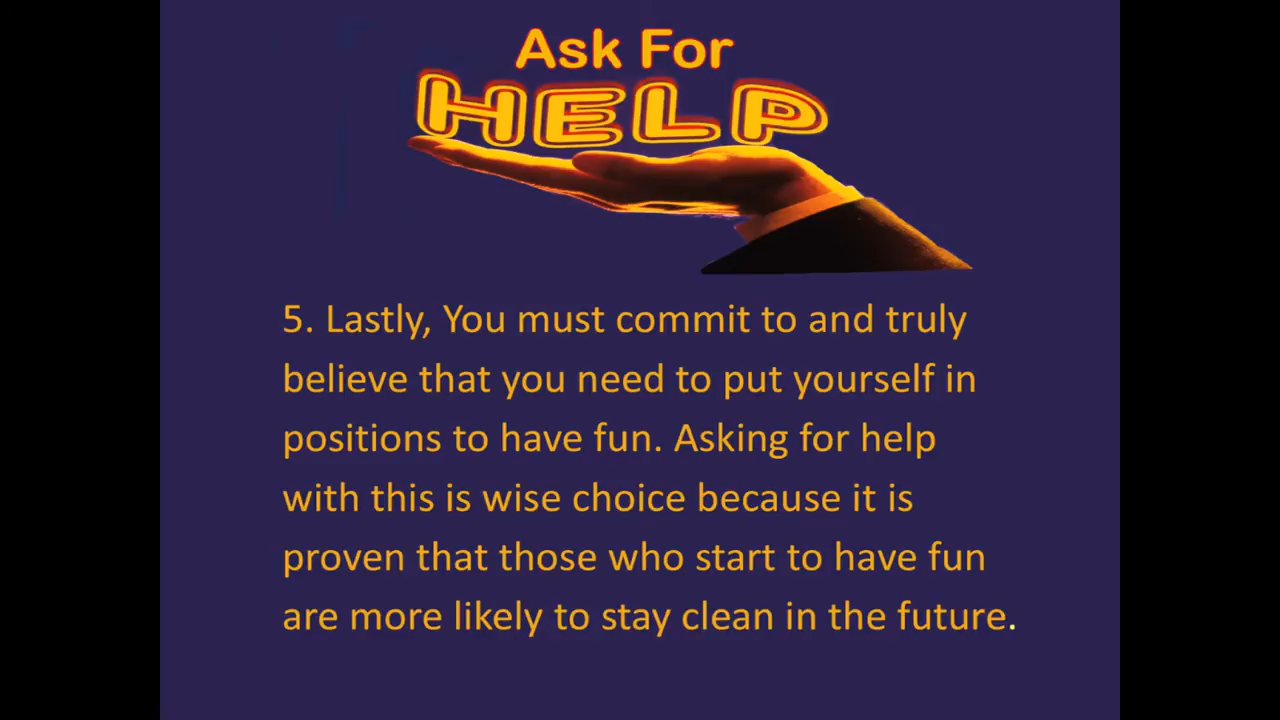 Ask For
HELP
5. Lastly, You must commit to and truly
believe that you need to put yourself in
positions to have fun. Asking for help
with this is wise choice because it is
proven that those who start to have fun
are more likely to stay clean in the future.